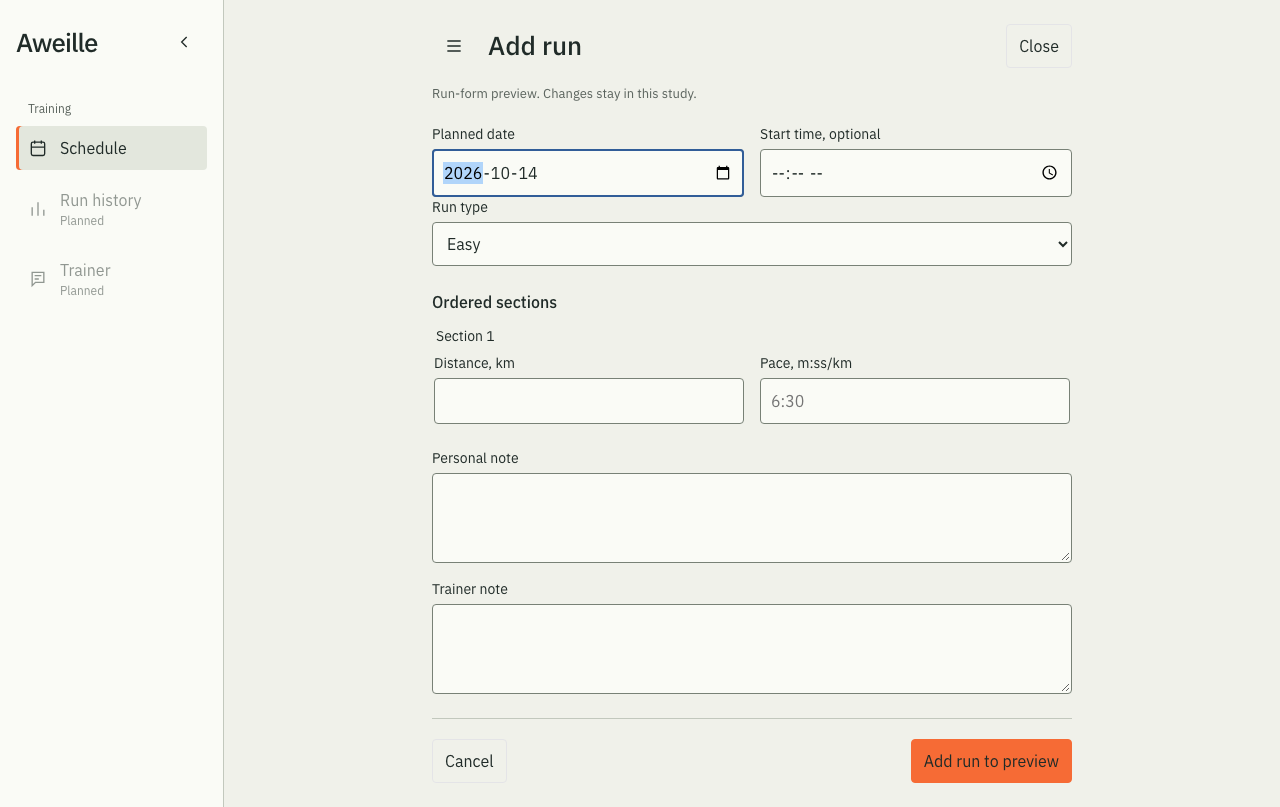 Aweille
Training
Schedule
Run history
Planned
Trainer
Planned
Add run
Close
Run-form preview. Changes stay in this study.
Planned date
Start time, optional
2026-10-14
--:-- --
Run type
Easy
Ordered sections
Section 1
Distance, km
Pace, m:ss/km
6:30
Personal note
Trainer note
Cancel
Add run to preview